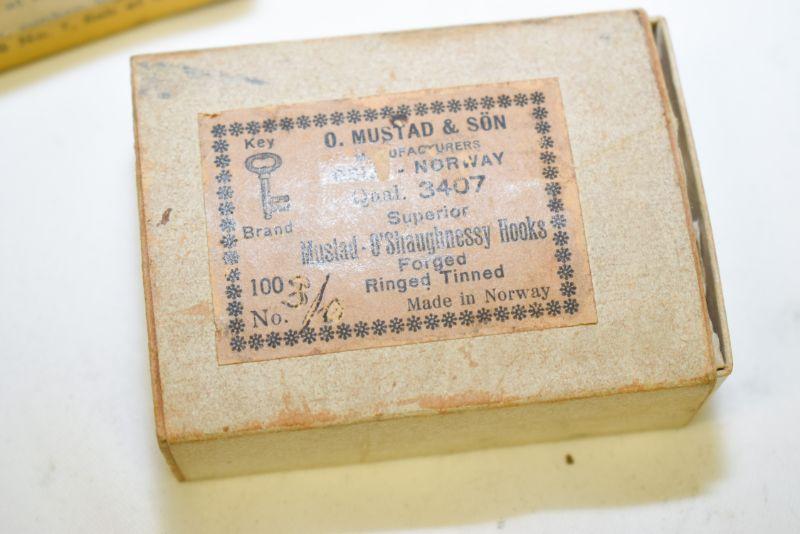 Key
Brand
O. MUSTAD & SÖN
MANUFACTURERS
- NORWAY
Qual. 3407
Superior
Mustad-O'Shaughnessy Hooks
Forged
Ringed Tinned
100
No. 3/0
Made in Norway